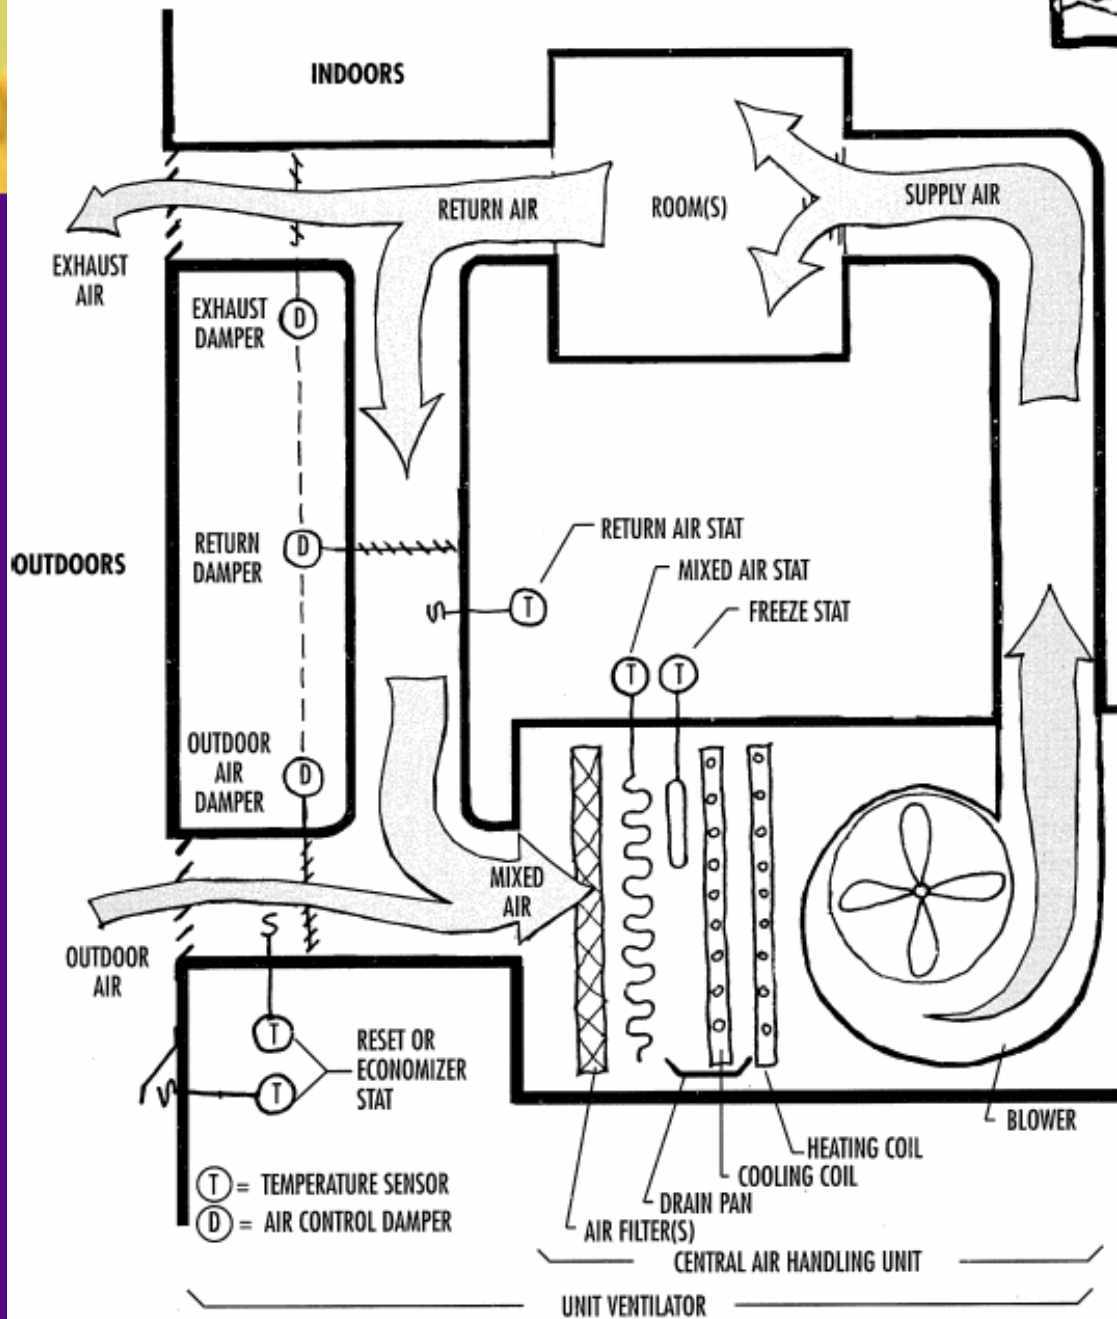 INDOORS
RETURN AIR
ROOM(S)
SUPPLY AIR
EXHAUST
AIR
EXHAUST
DAMPER
D
OUTDOORS
RETURN
DAMPER
D
RETURN AIR STAT
T
MIXED AIR STAT
T
FREEZE STAT
T
OUTDOOR
AIR
DAMPER
D
MIXED
AIR
OUTDOOR
AIR
T
T
RESET OR
ECONOMIZER
STAT
BLOWER
HEATING COIL
COOLING COIL
DRAIN PAN
AIR FILTER(S)
T = TEMPERATURE SENSOR
D = AIR CONTROL DAMPER
CENTRAL AIR HANDLING UNIT
UNIT VENTILATOR